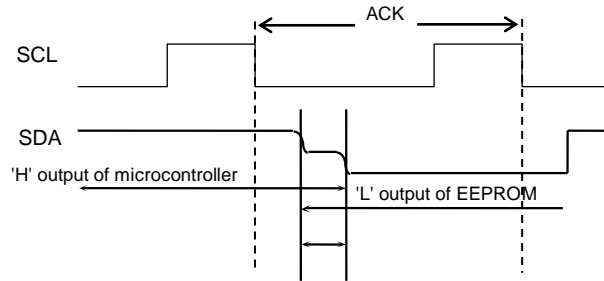 ACK
SCL
SDA
'H' output of microcontroller
'L' output of EEPROM